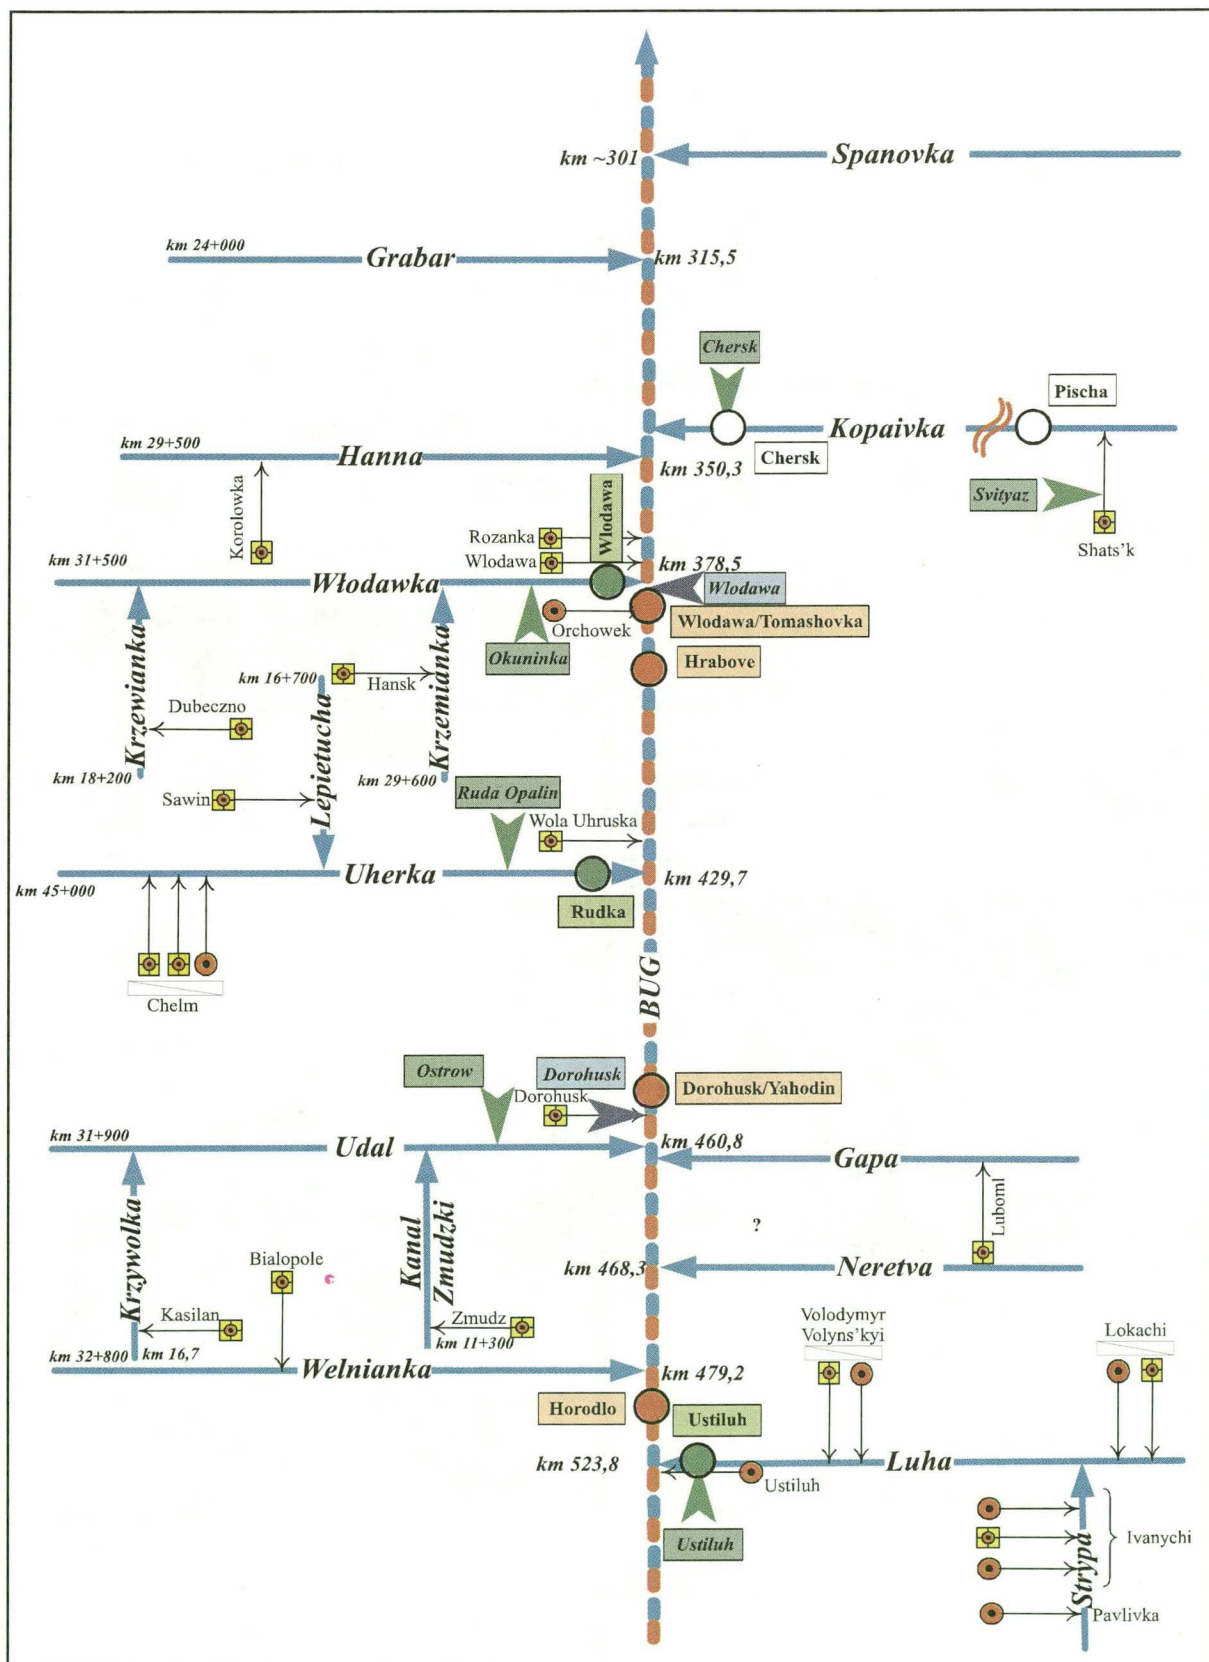 km ~301
Spanovka
km 24+000
Grabar
km 315,5
Chersk
Pischa
km 29+500
Hanna
Kopaivka
Chersk
km 350,3
Svityaz
Shats'k
Korolowka
Wlodawa
Rozanka
Wlodawa
km 378,5
km 31+500
Włodawka
Wlodawa
Orchowek
Wlodawa/Tomashovka
Okuninka
Hrabove
Krzewianka
km 16+700
Hansk
Krzemianka
Dubeczno
Lepietucha
km 18+200
km 29+600
Ruda Opalin
Sawin
Wola Uhruska
Uherka
km 45+000
km 429,7
Rudka
Chelm
BUG
Ostrow
Dorohusk
Dorohusk
Dorohusk/Yahodin
km 31+900
Udal
km 460,8
Gapa
Luboml
Krzywolka
Kanal
Zmudzki
?
Bialopole
km 468,3
Neretva
Kasilan
Zmudz
km 11+300
Volodymyr
Volyns'kyi
Lokachi
km 32+800
km 16,7
Welnianka
km 479,2
Horodlo
Ustiluh
km 523,8
Luha
Ustiluh
Ustiluh
Strypa
Ivanychi
Pavlivka